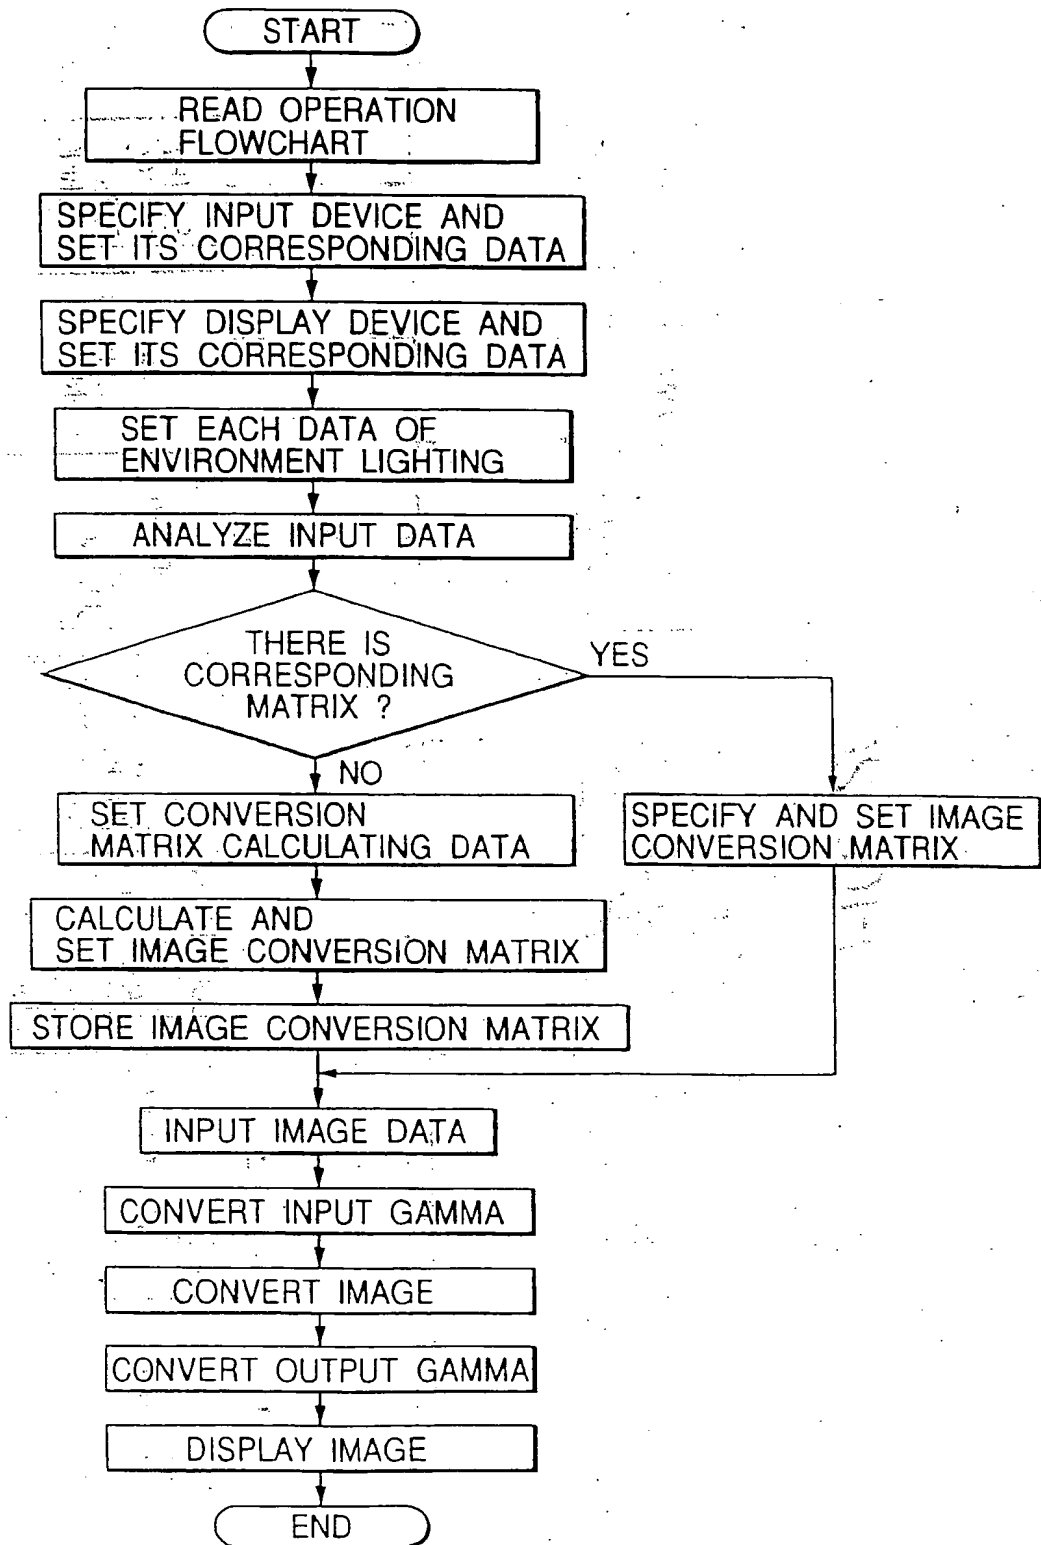 START
READ OPERATION
FLOWCHART
SPECIFY INPUT DEVICE AND
SET ITS CORRESPONDING DATA
SPECIFY DISPLAY DEVICE AND
SET ITS CORRESPONDING DATA
SET EACH DATA OF
ENVIRONMENT LIGHTING
ANALYZE INPUT DATA
THERE IS
CORRESPONDING
MATRIX ?
YES
NO
SET CONVERSION
MATRIX CALCULATING DATA
SPECIFY AND SET IMAGE
CONVERSION MATRIX
CALCULATE AND
SET IMAGE CONVERSION MATRIX
STORE IMAGE CONVERSION MATRIX
INPUT IMAGE DATA
CONVERT INPUT GAMMA
CONVERT IMAGE
CONVERT OUTPUT GAMMA
DISPLAY IMAGE
END